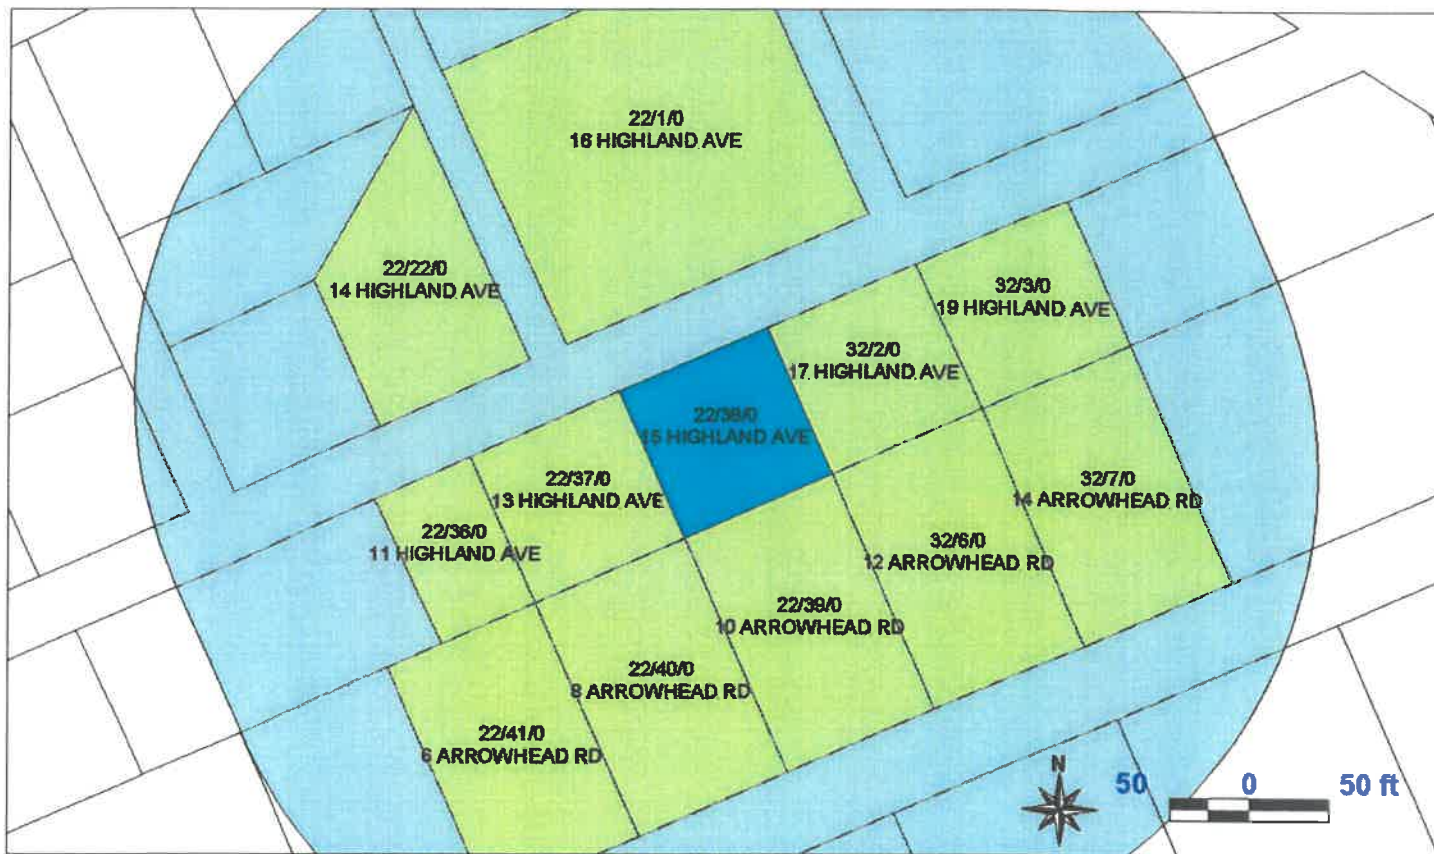 22/1/0
16 HIGHLAND AVE
22/22/0
14 HIGHLAND AVE
32/3/0
19 HIGHLAND AVE
32/2/0
17 HIGHLAND AVE
22/38/0
15 HIGHLAND AVE
22/37/0
13 HIGHLAND AVE
22/36/0
11 HIGHLAND AVE
32/7/0
14 ARROWHEAD RD
32/6/0
12 ARROWHEAD RD
22/39/0
10 ARROWHEAD RD
22/40/0
8 ARROWHEAD RD
22/41/0
6 ARROWHEAD RD
N
50 0 50 ft